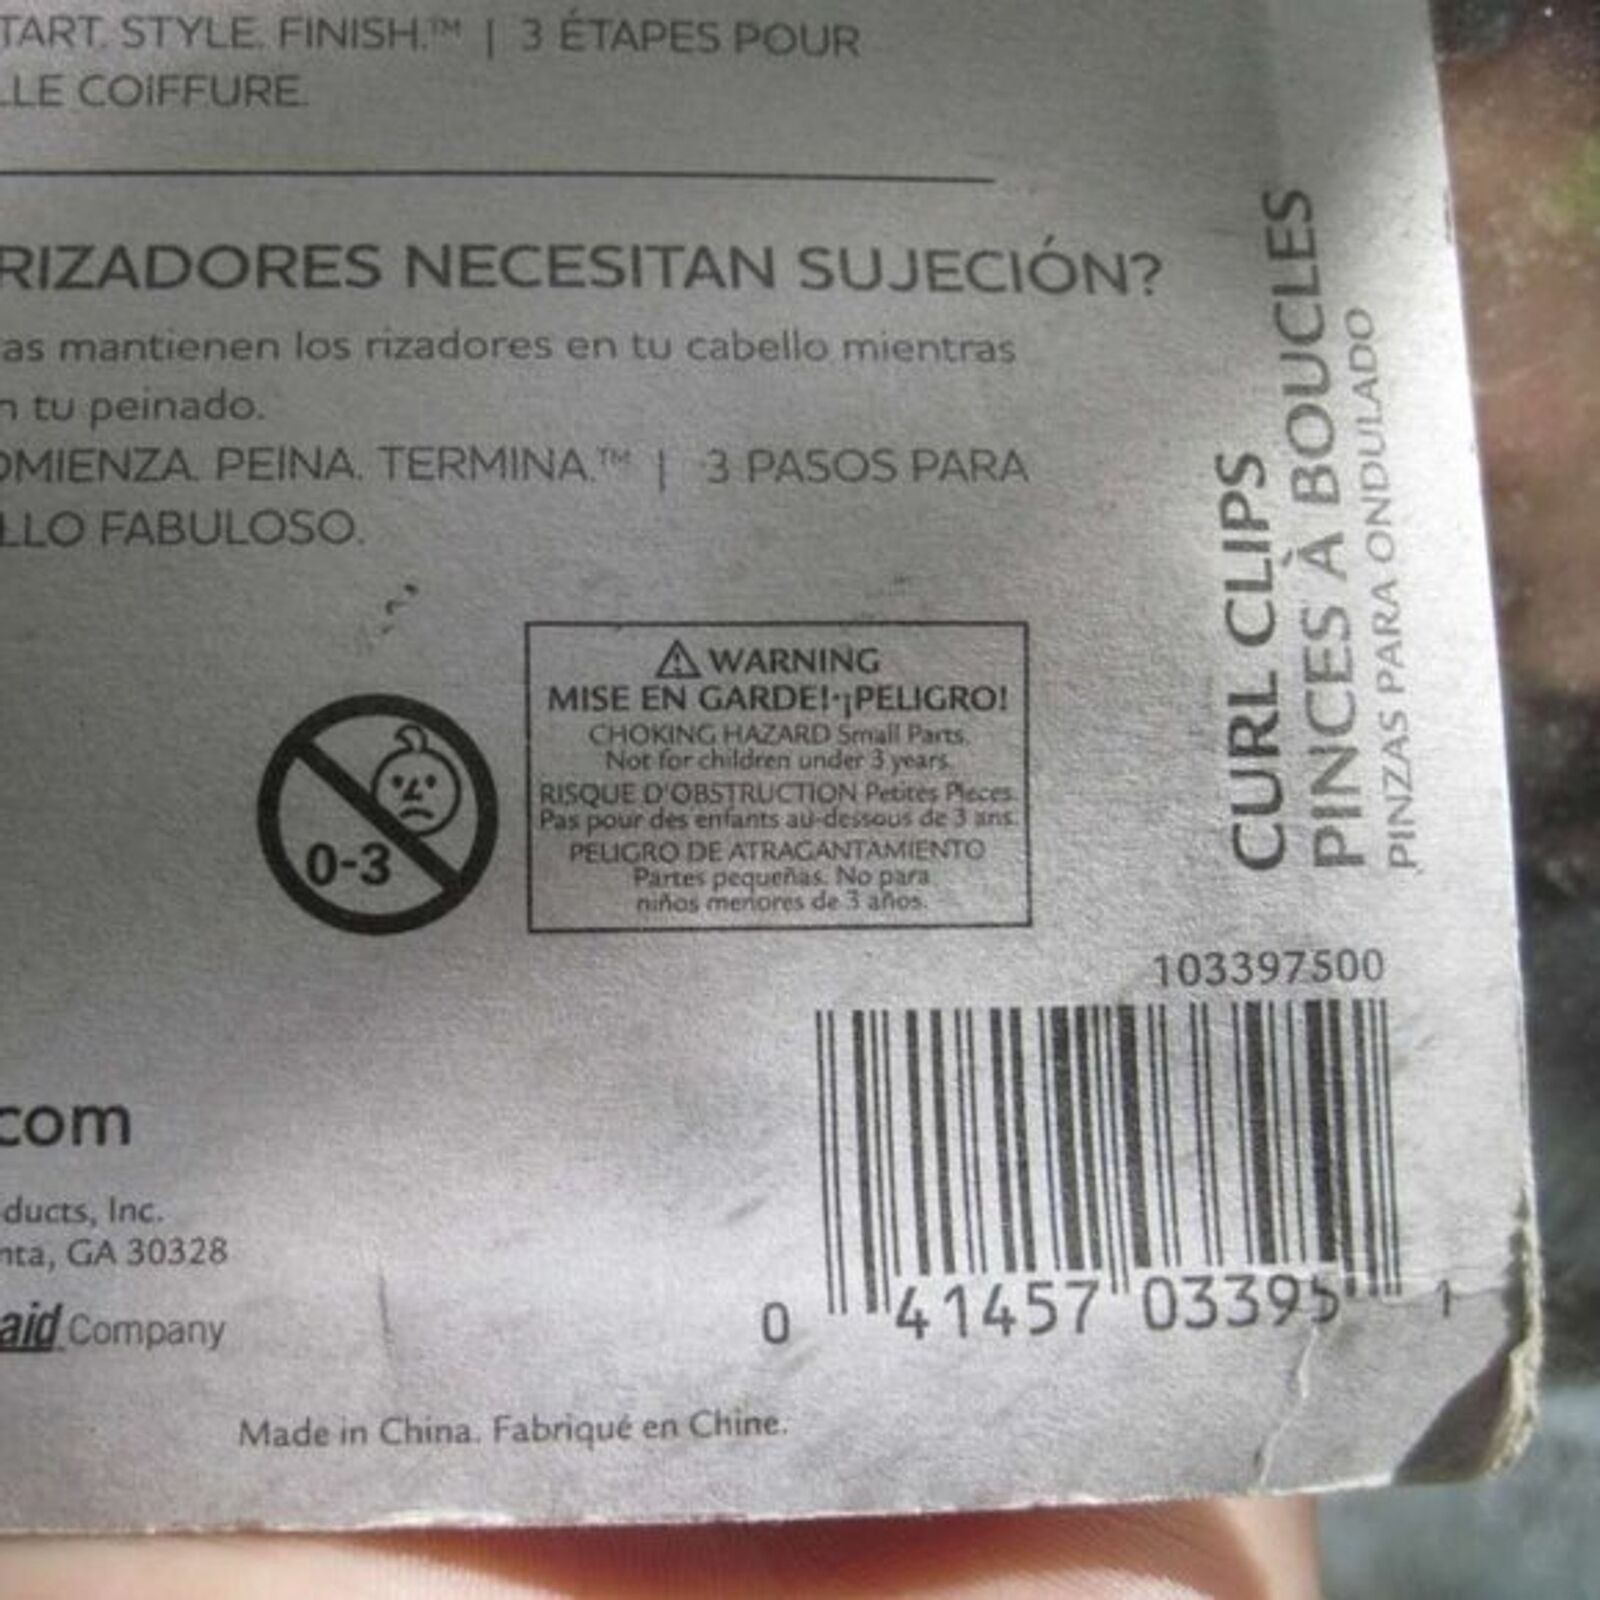 TART. STYLE. FINISH.™ | 3 ÉTAPES POUR
LLE COIFFURE.
RIZADORES NECESITAN SUJECIÓN?
as mantienen los rizadores en tu cabello mientras
n tu peinado.
OMIENZA. PEINA. TERMINA.™ | 3 PASOS PARA
LLO FABULOSO.
0-3
WARNING
MISE EN GARDE!·¡PELIGRO!
CHOKING HAZARD Small Parts.
Not for children under 3 years.
RISQUE D'OBSTRUCTION Petites Pieces.
Pas pour des enfants au-dessous de 3 ans.
PELIGRO DE ATRAGANTAMIENTO
Partes pequeñas. No para
niños menores de 3 años.
CURL CLIPS
PINCES À BOUCLES
PINZAS PARA ONDULADO
103397500
0 41457 03395 1
.com
ducts, Inc.
nta, GA 30328
aid Company
Made in China. Fabriqué en Chine.